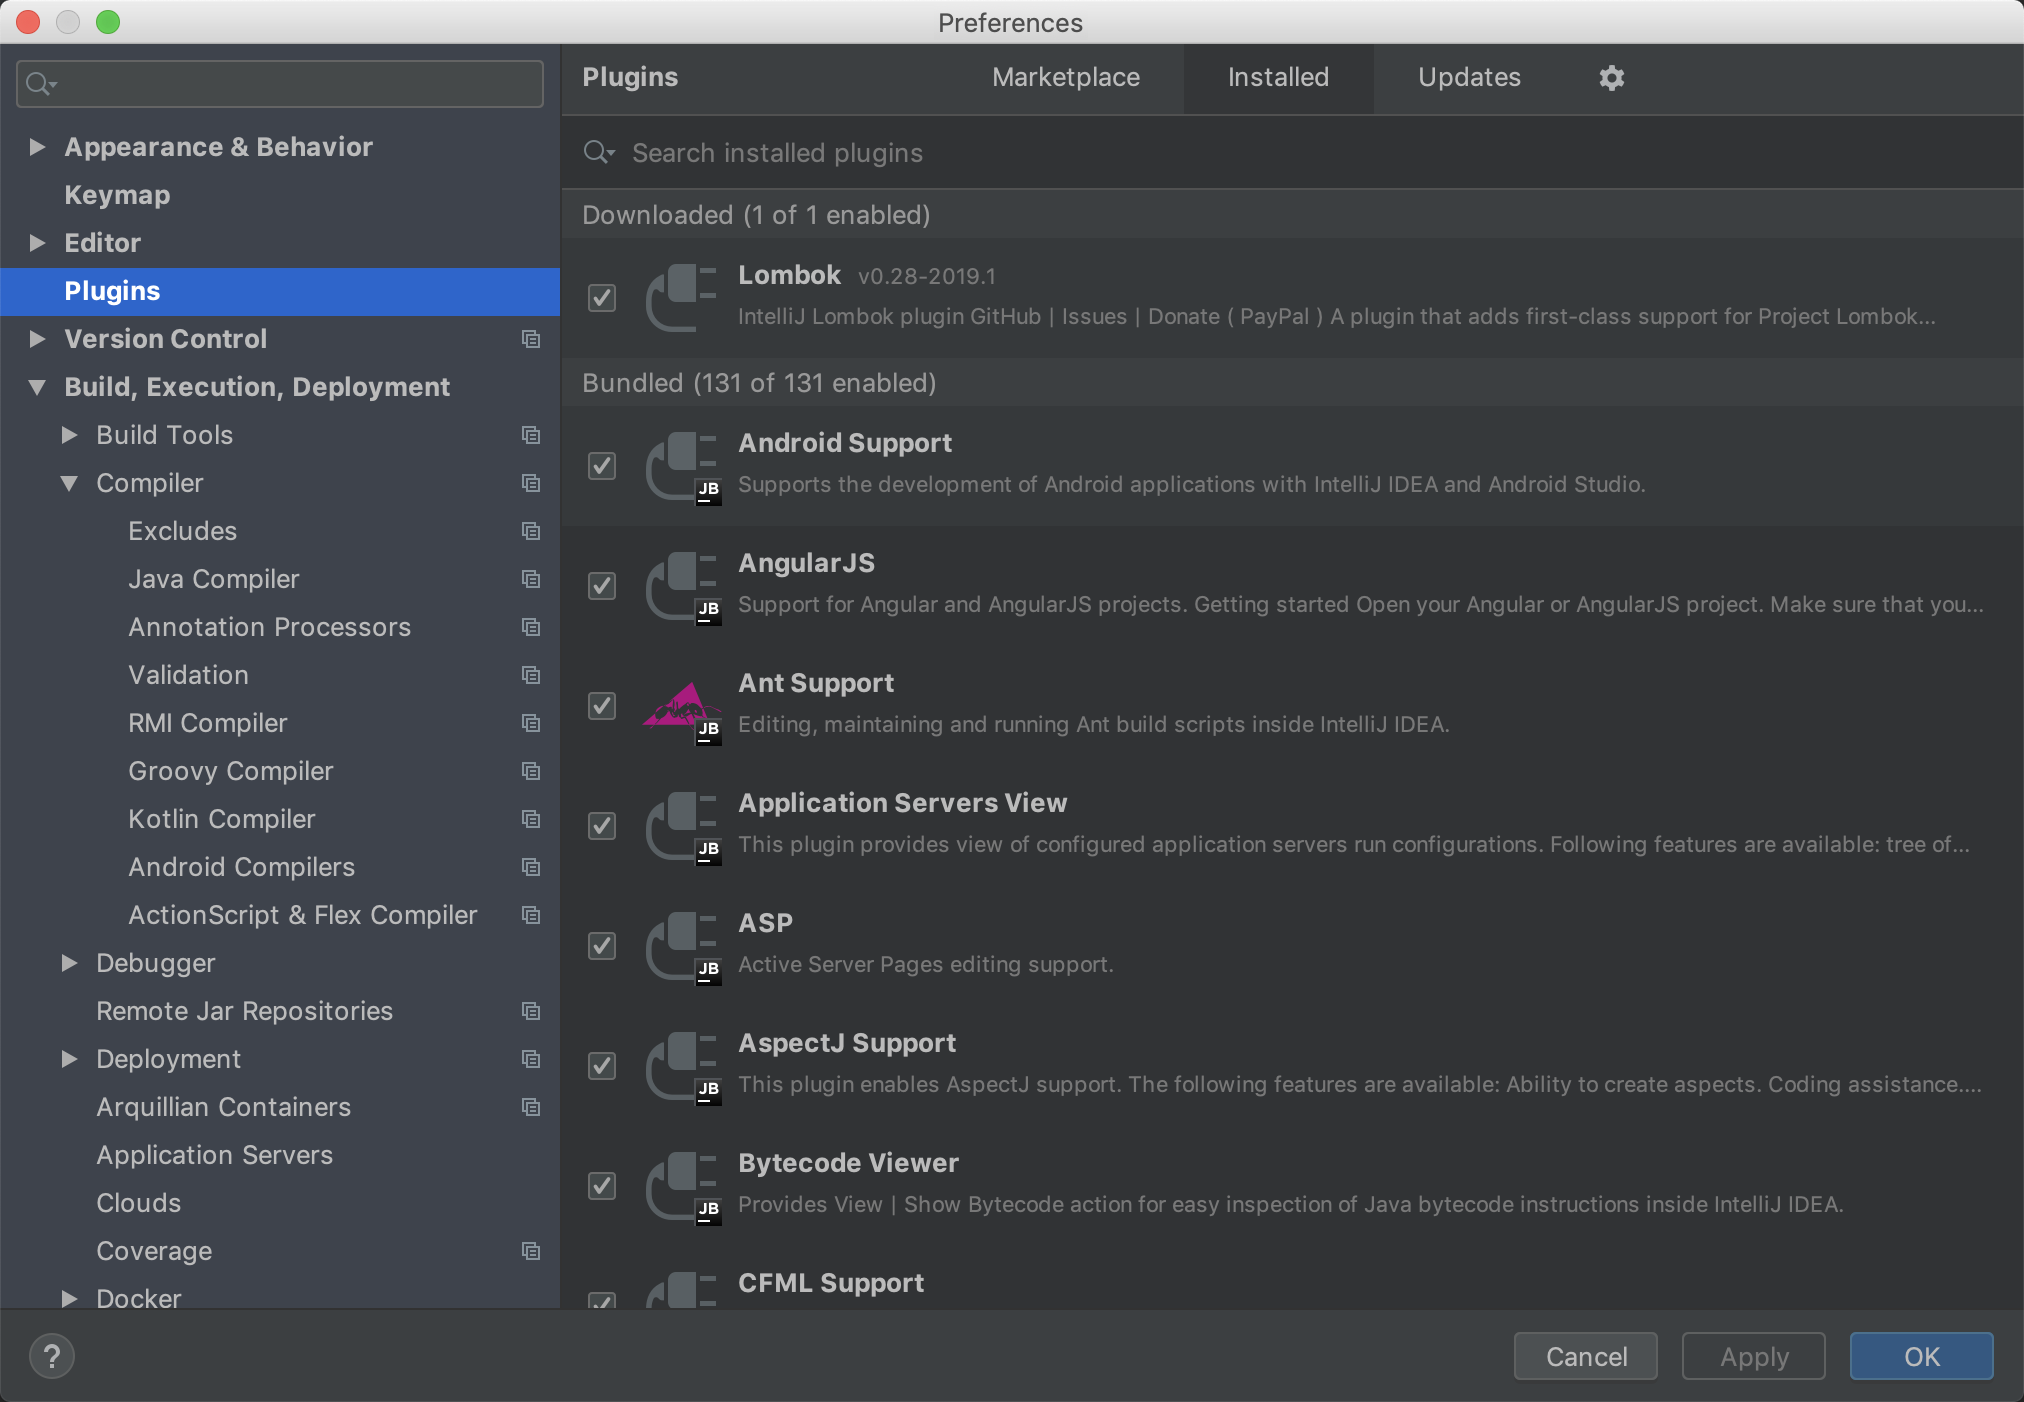 Preferences
Appearance & Behavior
Keymap
Editor
Plugins
Version Control
Build, Execution, Deployment
Build Tools
Compiler
Excludes
Java Compiler
Annotation Processors
Validation
RMI Compiler
Groovy Compiler
Kotlin Compiler
Android Compilers
ActionScript & Flex Compiler
Debugger
Remote Jar Repositories
Deployment
Arquillian Containers
Application Servers
Clouds
Coverage
Docker
Plugins Marketplace Installed Updates
Search installed plugins
Downloaded (1 of 1 enabled)
Lombok v0.28-2019.1
IntelliJ Lombok plugin GitHub | Issues | Donate ( PayPal ) A plugin that adds first-class support for Project Lombok...
Bundled (131 of 131 enabled)
Android Support
JB
Supports the development of Android applications with IntelliJ IDEA and Android Studio.
AngularJS
JB
Support for Angular and AngularJS projects. Getting started Open your Angular or AngularJS project. Make sure that you...
Ant Support
JB
Editing, maintaining and running Ant build scripts inside IntelliJ IDEA.
Application Servers View
JB
This plugin provides view of configured application servers run configurations. Following features are available: tree of...
ASP
JB
Active Server Pages editing support.
AspectJ Support
JB
This plugin enables AspectJ support. The following features are available: Ability to create aspects. Coding assistance....
Bytecode Viewer
JB
Provides View | Show Bytecode action for easy inspection of Java bytecode instructions inside IntelliJ IDEA.
CFML Support
?
Cancel Apply OK